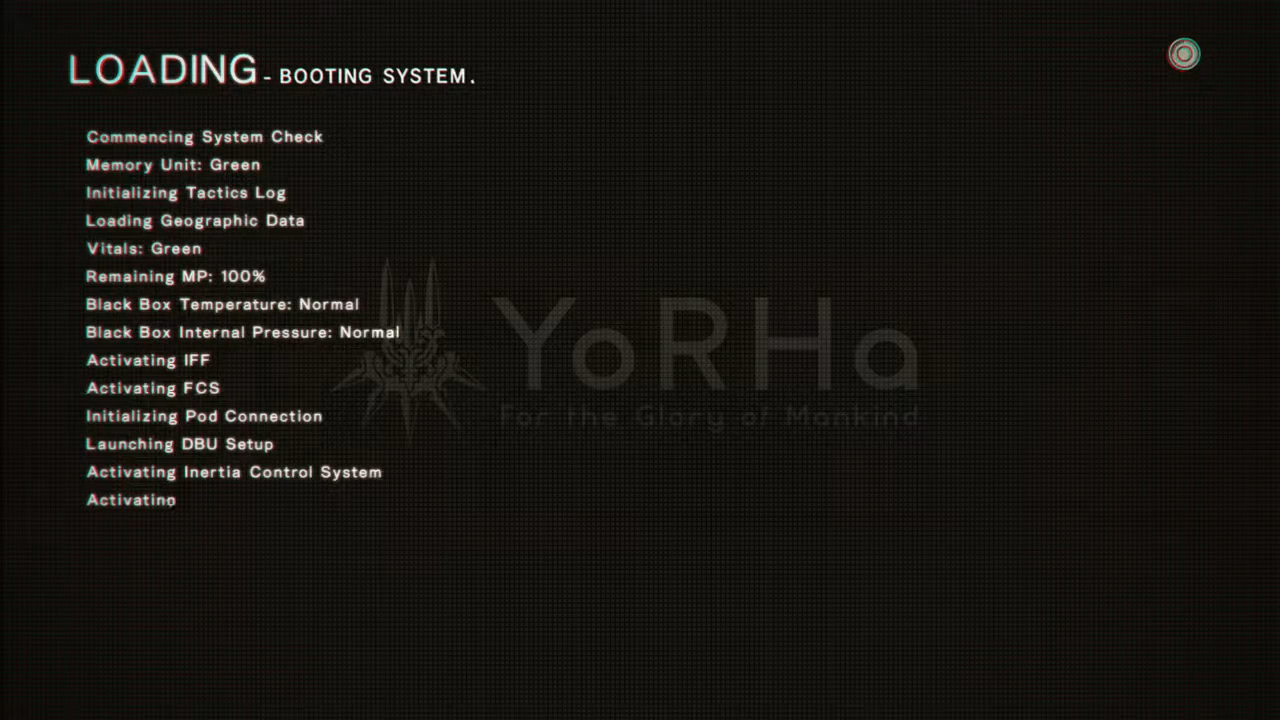 LOADING - BOOTING SYSTEM.
Commencing System Check
Memory Unit: Green
Initializing Tactics Log
Loading Geographic Data
Vitals: Green
Remaining MP: 100%
Black Box Temperature: Normal
Black Box Internal Pressure: Normal
Activating IFF
Activating FCS
Initializing Pod Connection
Launching DBU Setup
Activating Inertia Control System
Activating
YoRHa
For the Glory of Mankind